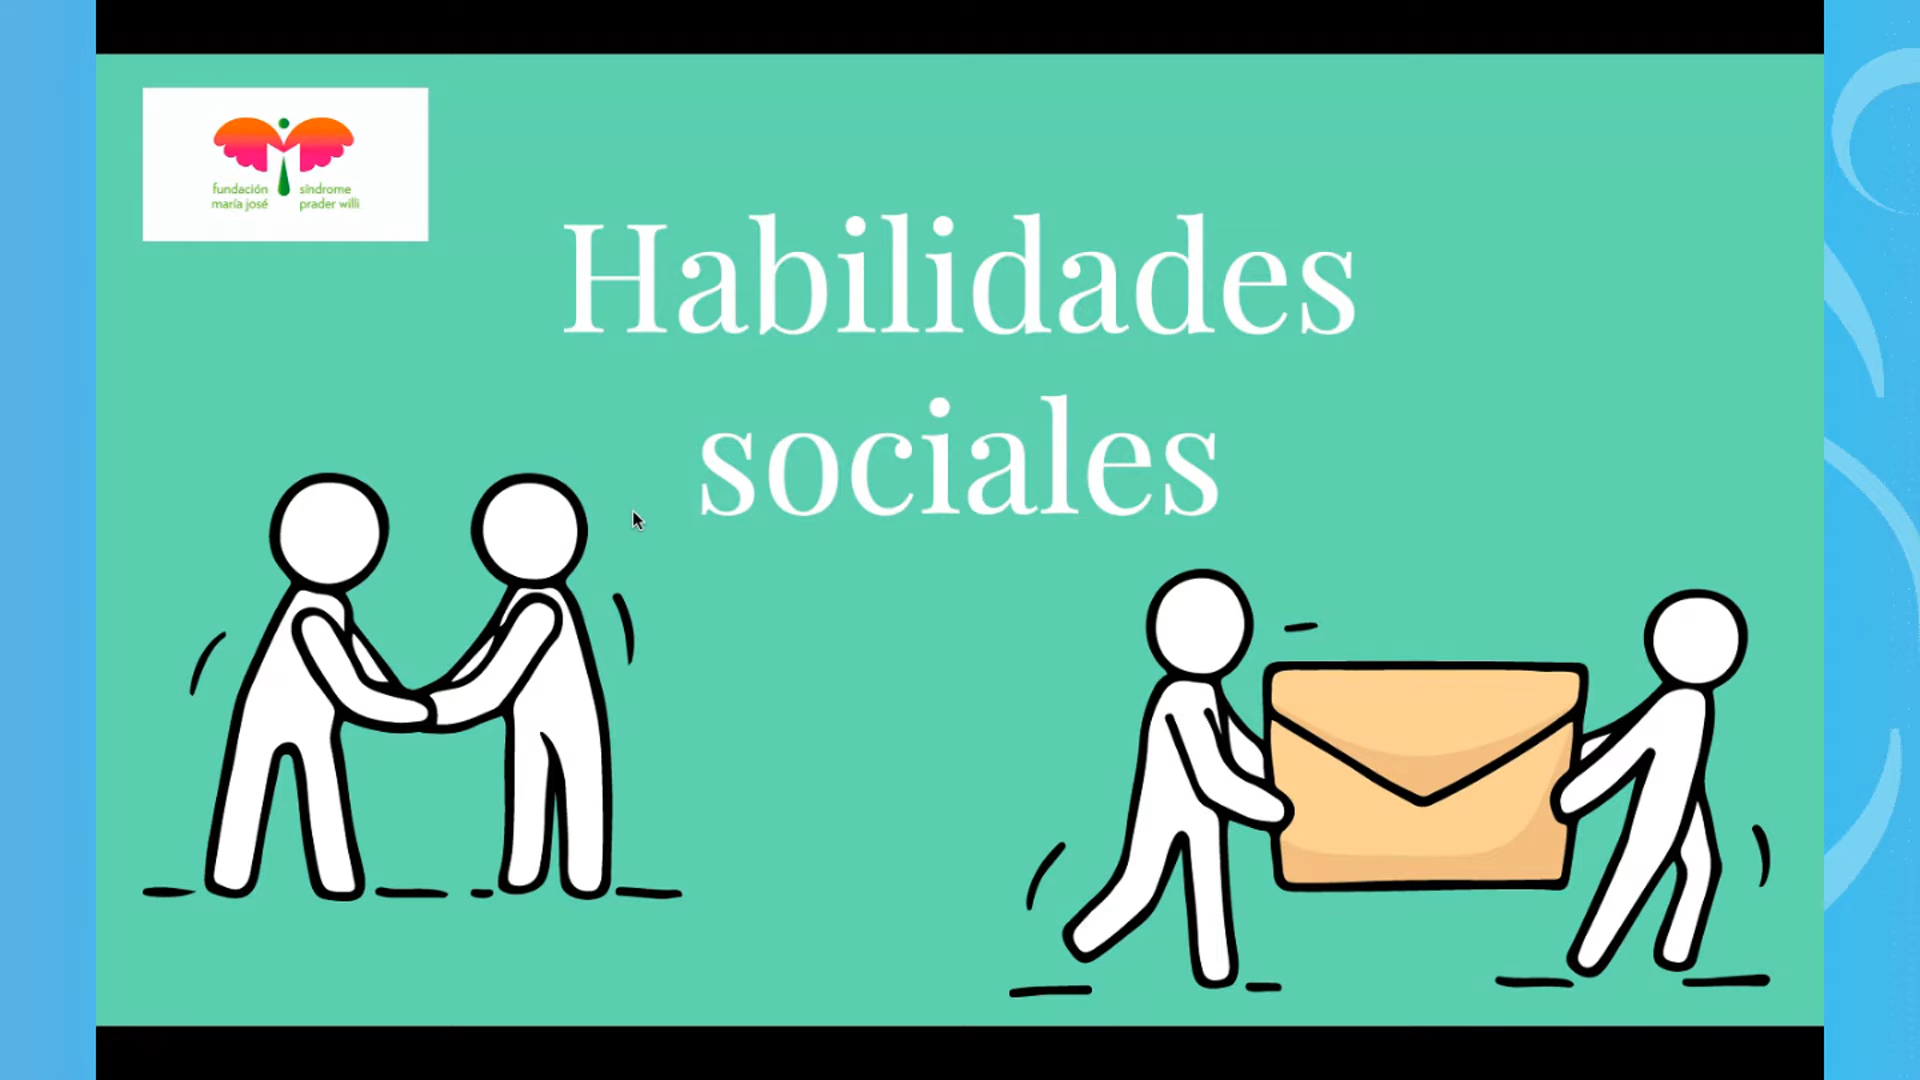 fundación síndrome
maría josé prader willi
Habilidades
sociales